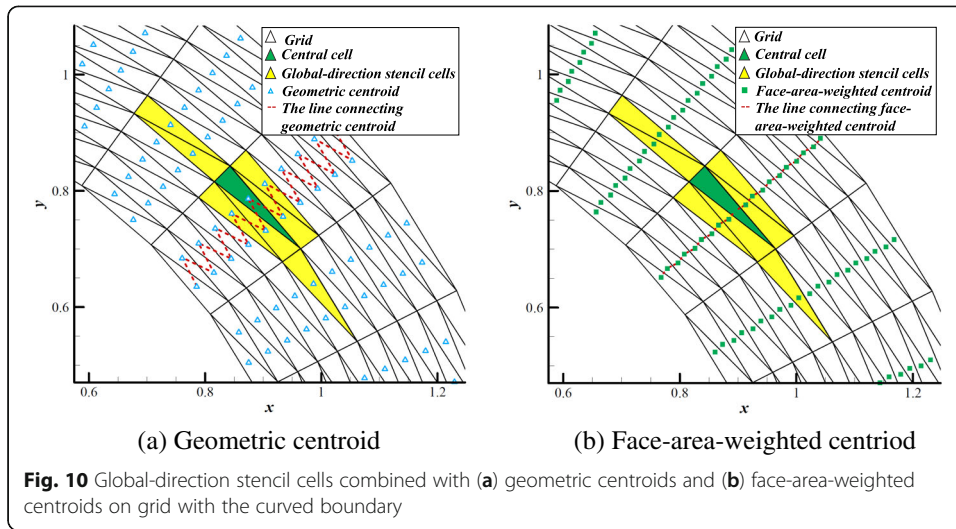 Grid
Central cell
Global-direction stencil cells
Geometric centroid
The line connecting
geometric centroid
1
0.8
0.6
y
0.6
0.8
1
1.2
x
(a) Geometric centroid
Grid
Central cell
Global-direction stencil cells
Face-area-weighted centroid
The line connecting face-
area-weighted centroid
1
0.8
0.6
y
0.6
0.8
1
1.2
x
(b) Face-area-weighted centriod
Fig. 10 Global-direction stencil cells combined with (a) geometric centroids and (b) face-area-weighted
centroids on grid with the curved boundary